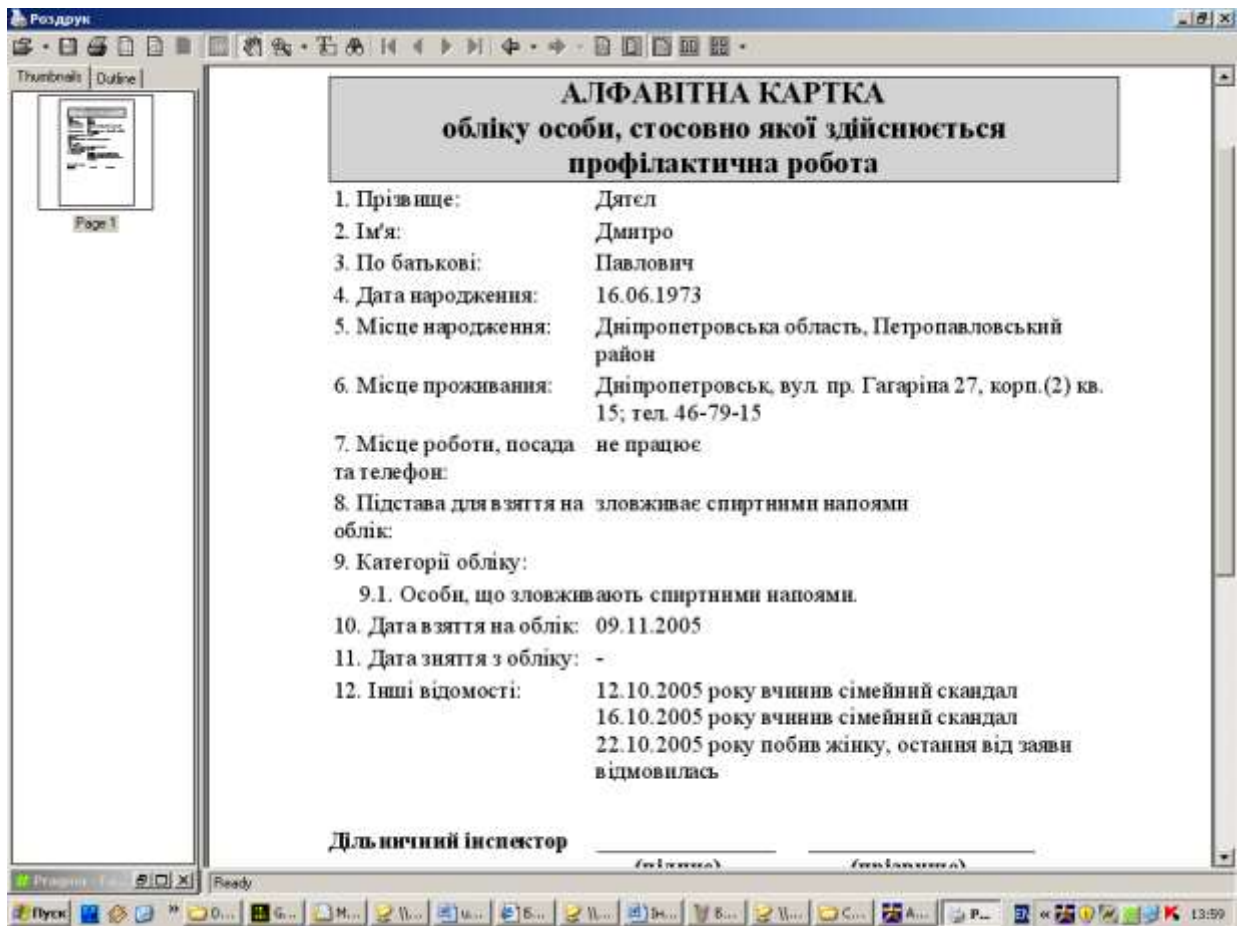 Роздрук
Thumbnails Outline
Page 1
АЛФАВІТНА КАРТКА
обліку особи, стосовно якої здійснюється
профілактична робота
1. Прізвище: Дятєл
2. Ім'я: Дмитро
3. По батькові: Павлович
4. Дата народження: 16.06.1973
5. Місце народження: Дніпропетровська область, Петропавловський
район
6. Місце проживання: Дніпропетровськ, вул. пр. Гагаріна 27, корп.(2) кв.
15; тел. 46-79-15
7. Місце роботи, посада не працює
та телефон:
8. Підстава для взяття на зловживає спиртними напоями
облік:
9. Категорії обліку:
9.1. Особи, що зловживають спиртними напоями.
10. Дата взяття на облік: 09.11.2005
11. Дата зняття з обліку: -
12. Інші відомості: 12.10.2005 року вчинив сімейний скандал
16.10.2005 року вчинив сімейний скандал
22.10.2005 року побив жінку, остання від заяви
відмовилась
Дільничний інспектор
(підпис) (прізвище)
Ready
Пуск 13:59